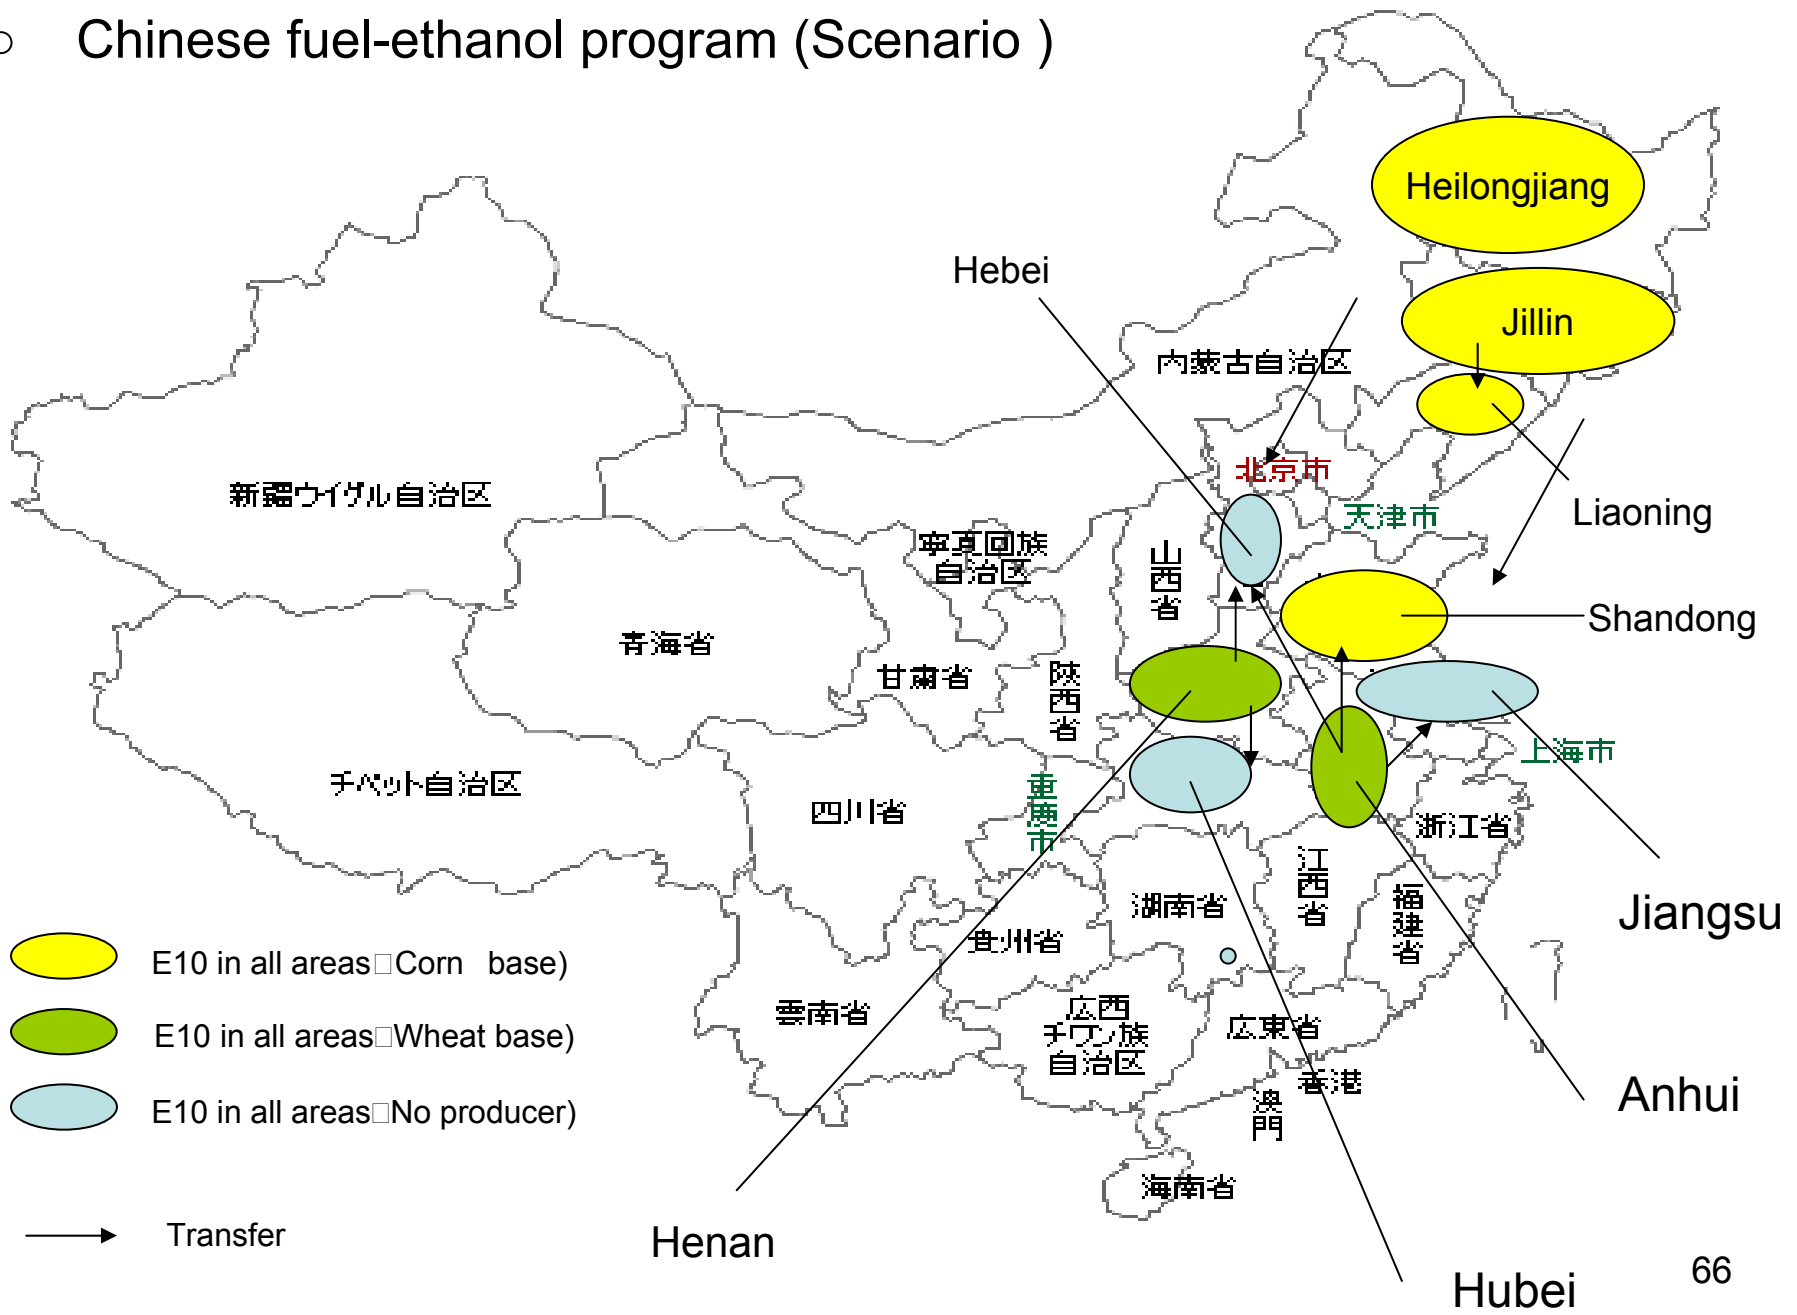 ○ Chinese fuel-ethanol program (Scenario )
Heilongjiang
Hebei
Jillin
内蒙古自治区
北京市
新疆ウイグル自治区
天津市
Liaoning
寧夏回族
自治区
山西省
Shandong
青海省
甘粛省
陝西省
上海市
チベット自治区
四川省
重慶市
浙江省
江西省
湖南省
福建省
Jiangsu
貴州省
E10 in all areas□Corn base)
雲南省
広西
チワン族
自治区
広東省
E10 in all areas□Wheat base)
香港
澳門
Anhui
E10 in all areas□No producer)
海南省
Transfer
Henan
66
Hubei